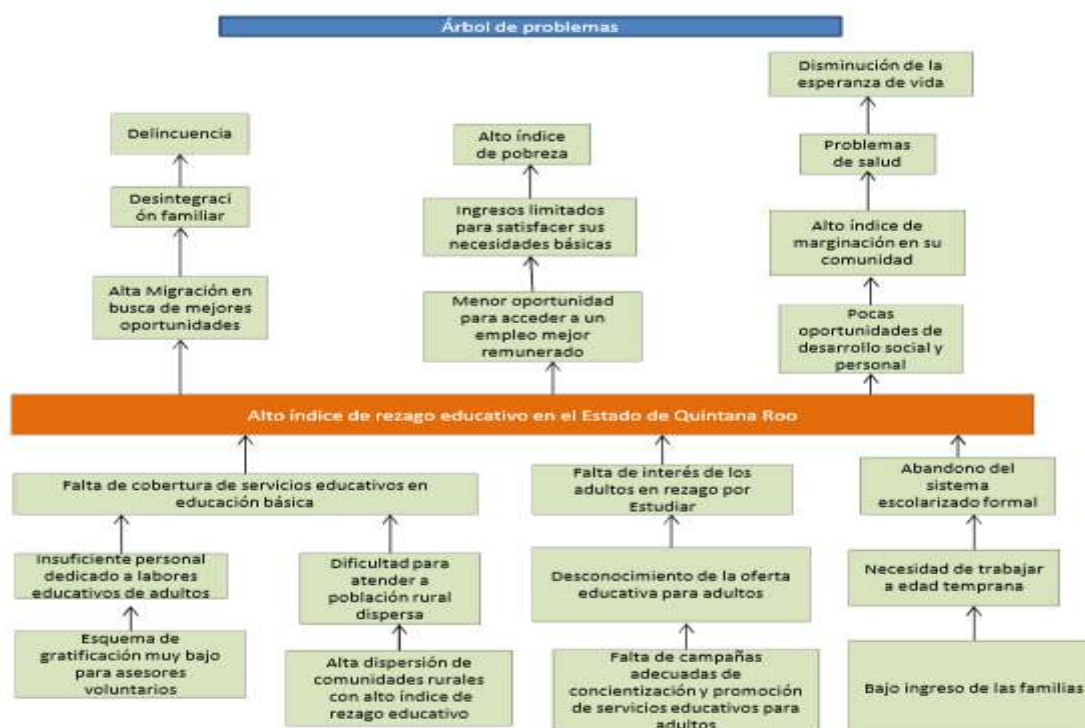 Árbol de problemas
Disminución de la
esperanza de vida
Delincuencia
Alto índice
de pobreza
Problemas
de salud
Desintegraci
ón familiar
Ingresos limitados
para satisfacer sus
necesidades básicas
Alto índice de
marginación en su
comunidad
Alta Migración en
busca de mejores
oportunidades
Menor oportunidad
para acceder a un
empleo mejor
remunerado
Pocas
oportunidades de
desarrollo social y
personal
Alto índice de rezago educativo en el Estado de Quintana Roo
Falta de cobertura de servicios educativos en
educación básica
Falta de interés de los
adultos en rezago por
Estudiar
Abandono del
sistema
escolarizado formal
Insuficiente personal
dedicado a labores
educativos de adultos
Dificultad para
atender a
población rural
dispersa
Desconocimiento de la oferta
educativa para adultos
Necesidad de trabajar
a edad temprana
Esquema de
gratificación muy bajo
para asesores
voluntarios
Alta dispersión de
comunidades rurales
con alto índice de
rezago educativo
Falta de campañas
adecuadas de
concientización y promoción
de servicios educativos para
adultos
Bajo ingreso de las familias